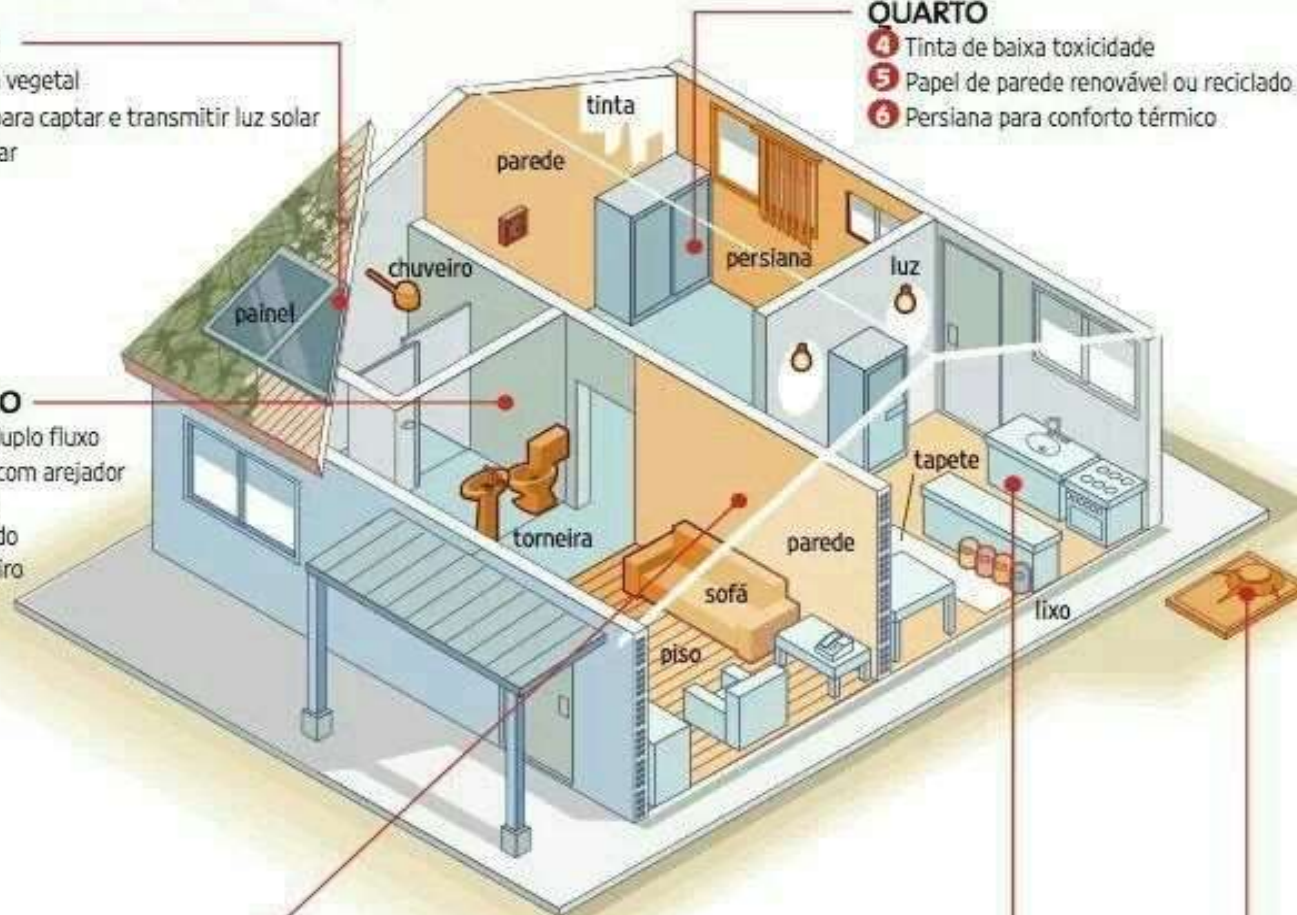 vegetal
para captar e transmitir luz solar
ar
QUARTO
4 Tinta de baixa toxicidade
5 Papel de parede renovável ou reciclado
6 Persiana para conforto térmico
tinta
parede
chuveiro
persiana
luz
painel
O
duplo fluxo
com arejador
do
iro
tapete
torneira
parede
sofá
lixo
piso